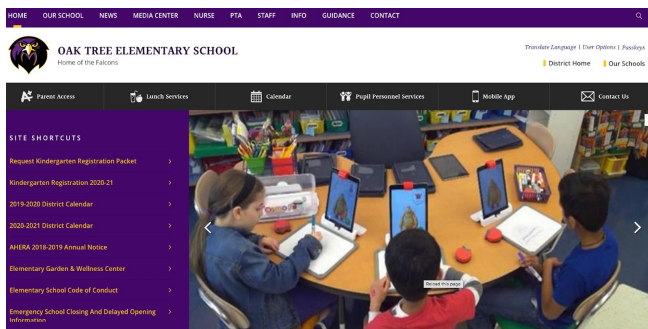 HOME OUR SCHOOL NEWS MEDIA CENTER NURSE PTA STAFF INFO GUIDANCE CONTACT
OAK TREE ELEMENTARY SCHOOL
Home of the Falcons
Translate Language | User Options | Passkeys
District Home Our Schools
Parent Access Lunch Services Calendar Pupil Personnel Services Mobile App Contact Us
SITE SHORTCUTS
Request Kindergarten Registration Packet
Kindergarten Registration 2020-21
2019-2020 District Calendar
2020-2021 District Calendar
AHERA 2018-2019 Annual Notice
Elementary Garden & Wellness Center
Elementary School Code of Conduct
Emergency School Closing And Delayed Opening
Information
Reload this page